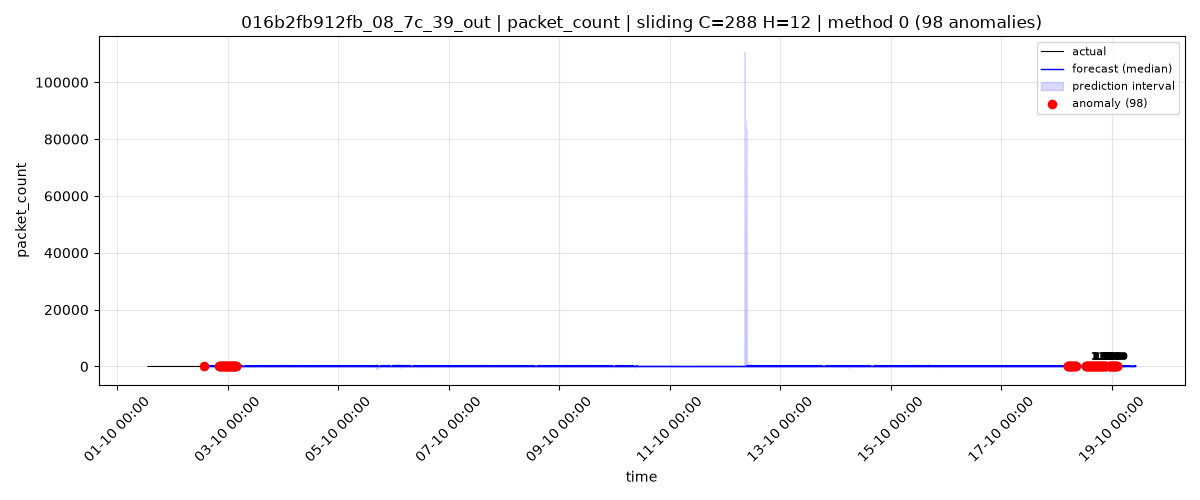 016b2fb912fb_08_7c_39_out | packet_count | sliding C=288 H=12 | method 0 (98 anomalies)
actual
forecast (median)
prediction interval
anomaly (98)
packet_count
100000
80000
60000
40000
20000
0
01-10 00:00
03-10 00:00
05-10 00:00
07-10 00:00
09-10 00:00
11-10 00:00
13-10 00:00
15-10 00:00
17-10 00:00
19-10 00:00
time